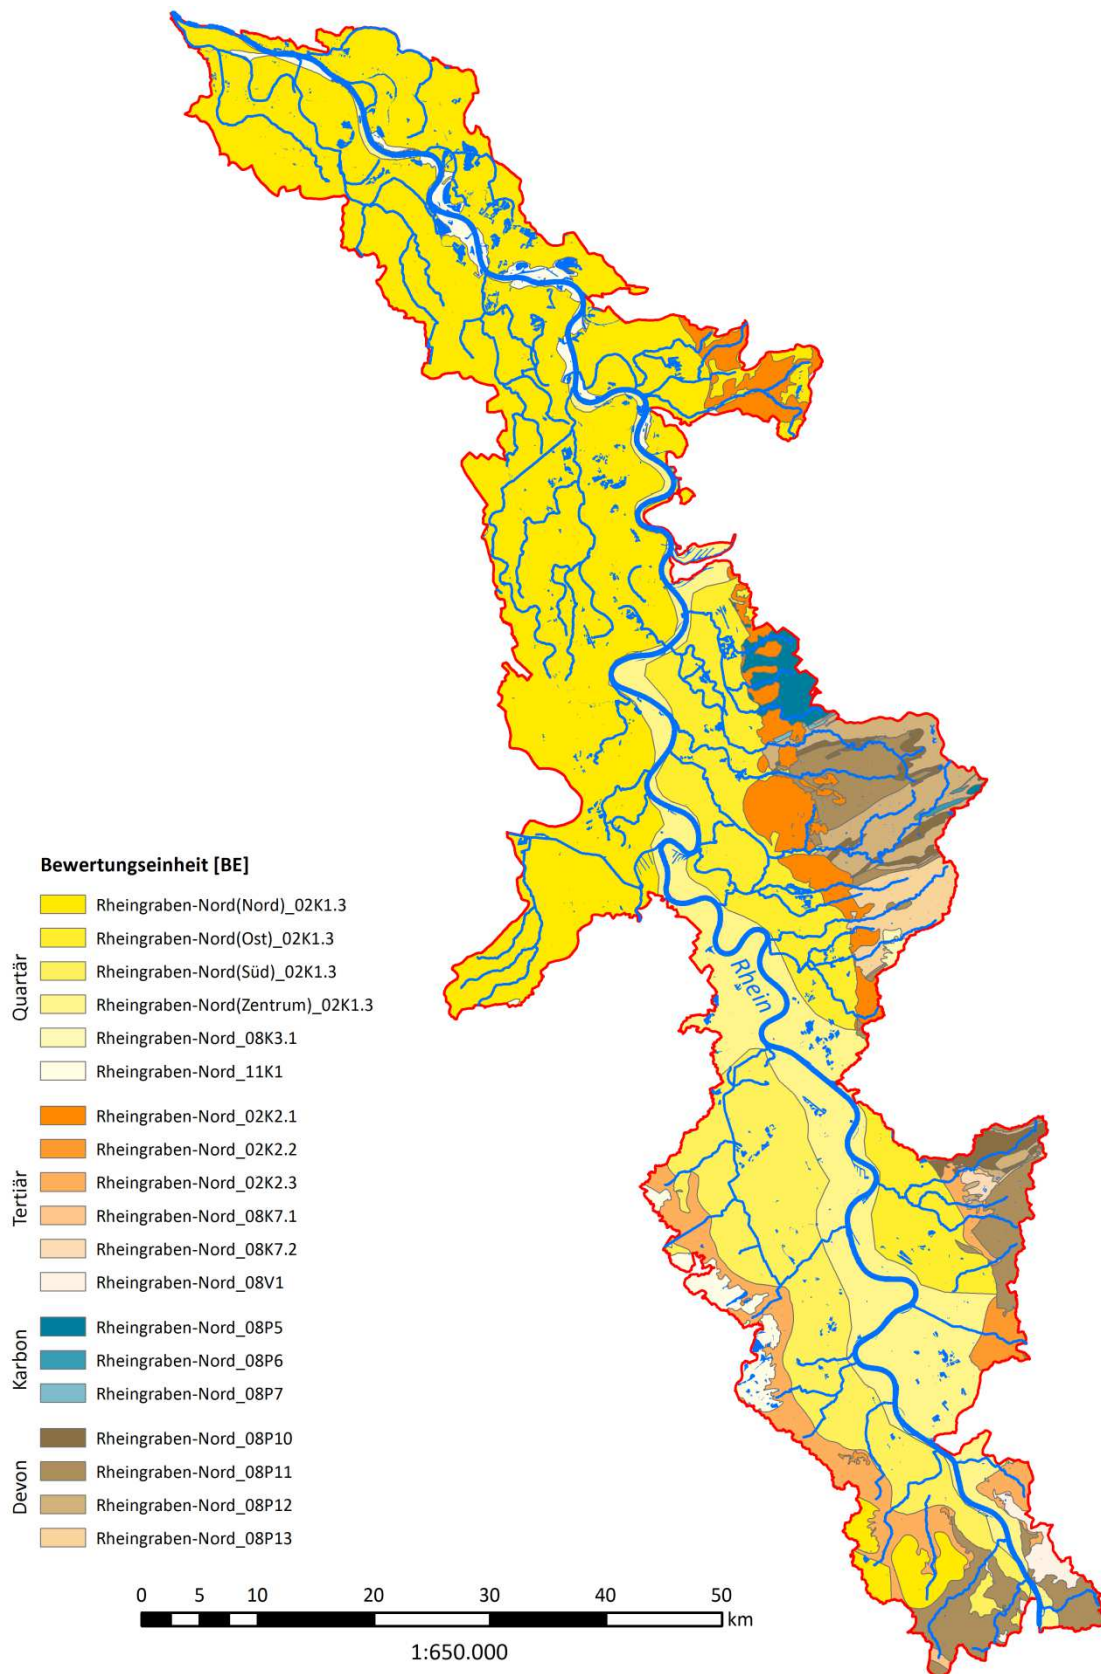 Rhein
Bewertungseinheit [BE]
Quartär
Rheingraben-Nord(Nord)_02K1.3
Rheingraben-Nord(Ost)_02K1.3
Rheingraben-Nord(Süd)_02K1.3
Rheingraben-Nord(Zentrum)_02K1.3
Rheingraben-Nord_08K3.1
Rheingraben-Nord_11K1
Tertiär
Rheingraben-Nord_02K2.1
Rheingraben-Nord_02K2.2
Rheingraben-Nord_02K2.3
Rheingraben-Nord_08K7.1
Rheingraben-Nord_08K7.2
Rheingraben-Nord_08V1
Karbon
Rheingraben-Nord_08P5
Rheingraben-Nord_08P6
Rheingraben-Nord_08P7
Devon
Rheingraben-Nord_08P10
Rheingraben-Nord_08P11
Rheingraben-Nord_08P12
Rheingraben-Nord_08P13
0 5 10 20 30 40 50
km
1:650.000